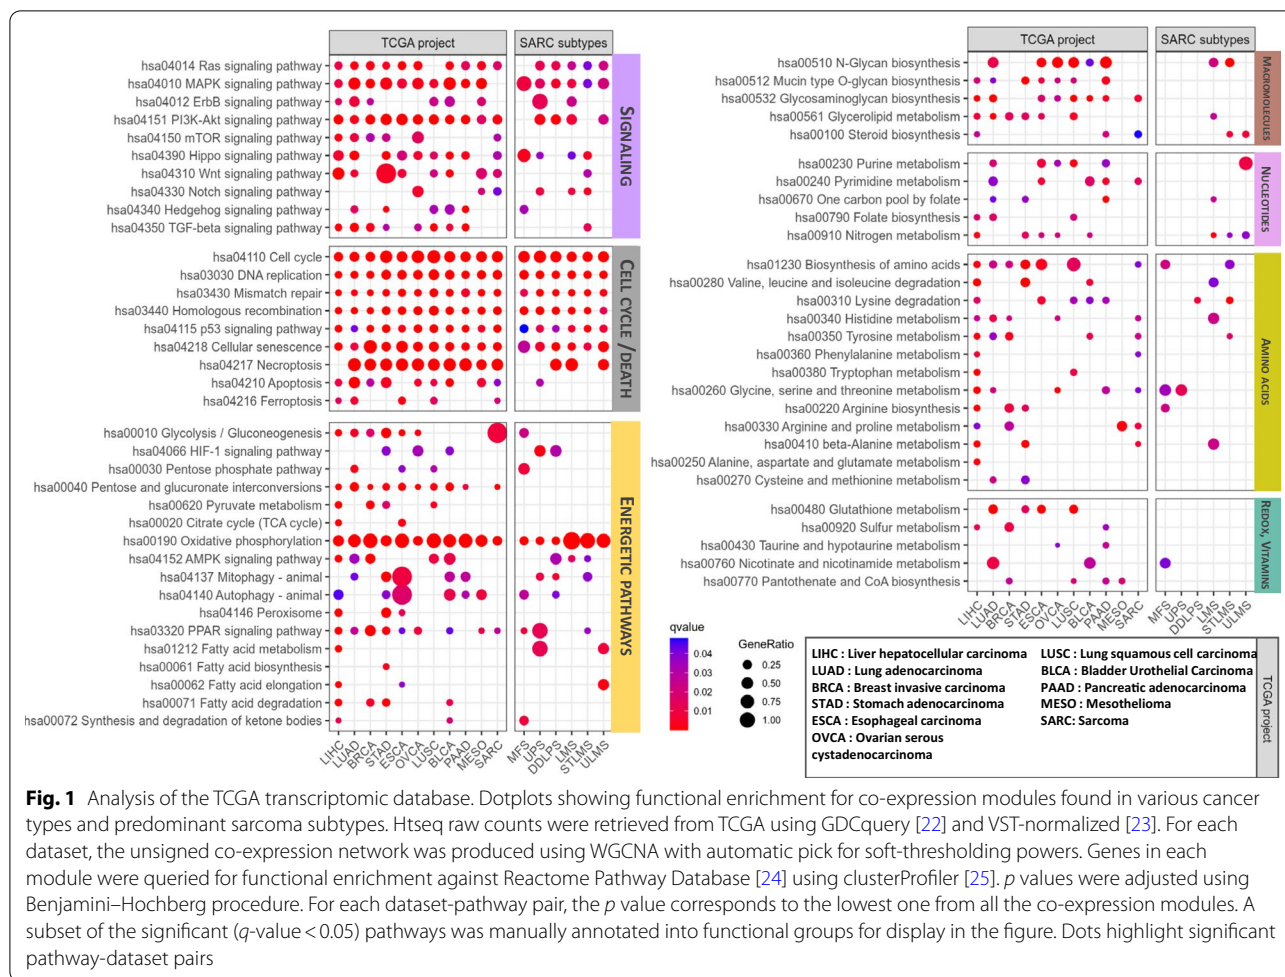 TCGA project
SARC subtypes
hsa04014 Ras signaling pathway
hsa04010 MAPK signaling pathway
hsa04012 ErbB signaling pathway
hsa04151 PI3K-Akt signaling pathway
hsa04150 mTOR signaling pathway
hsa04390 Hippo signaling pathway
hsa04310 Wnt signaling pathway
hsa04330 Notch signaling pathway
hsa04340 Hedgehog signaling pathway
hsa04350 TGF-beta signaling pathway
SIGNALING
hsa04110 Cell cycle
hsa03030 DNA replication
hsa03430 Mismatch repair
hsa03440 Homologous recombination
hsa04115 p53 signaling pathway
hsa04218 Cellular senescence
hsa04217 Necroptosis
hsa04210 Apoptosis
hsa04216 Ferroptosis
CELL CYCLE /DEATH
hsa00010 Glycolysis / Gluconeogenesis
hsa04066 HIF-1 signaling pathway
hsa00030 Pentose phosphate pathway
hsa00040 Pentose and glucuronate interconversions
hsa00620 Pyruvate metabolism
hsa00020 Citrate cycle (TCA cycle)
hsa00190 Oxidative phosphorylation
hsa04152 AMPK signaling pathway
hsa04137 Mitophagy - animal
hsa04140 Autophagy - animal
hsa04146 Peroxisome
hsa03320 PPAR signaling pathway
hsa01212 Fatty acid metabolism
hsa00061 Fatty acid biosynthesis
hsa00062 Fatty acid elongation
hsa00071 Fatty acid degradation
hsa00072 Synthesis and degradation of ketone bodies
ENERGETIC PATHWAYS
LIHC LUAD BRCA STAD ESCA OVCA LUSC BLCA PAAD MESO SARC
MFS UPS DDLPS LMS STLMS ULMS
TCGA project
SARC subtypes
hsa00510 N-Glycan biosynthesis
hsa00512 Mucin type O-glycan biosynthesis
hsa00532 Glycosaminoglycan biosynthesis
hsa00561 Glycerolipid metabolism
hsa00100 Steroid biosynthesis
MACROMOLECULES
hsa00230 Purine metabolism
hsa00240 Pyrimidine metabolism
hsa00670 One carbon pool by folate
hsa00790 Folate biosynthesis
hsa00910 Nitrogen metabolism
NUCLEOTIDES
hsa01230 Biosynthesis of amino acids
hsa00280 Valine, leucine and isoleucine degradation
hsa00310 Lysine degradation
hsa00340 Histidine metabolism
hsa00350 Tyrosine metabolism
hsa00360 Phenylalanine metabolism
hsa00380 Tryptophan metabolism
hsa00260 Glycine, serine and threonine metabolism
hsa00220 Arginine biosynthesis
hsa00330 Arginine and proline metabolism
hsa00410 beta-Alanine metabolism
hsa00250 Alanine, aspartate and glutamate metabolism
hsa00270 Cysteine and methionine metabolism
AMINO ACIDS
hsa00480 Glutathione metabolism
hsa00920 Sulfur metabolism
hsa00430 Taurine and hypotaurine metabolism
hsa00760 Nicotinate and nicotinamide metabolism
hsa00770 Pantothenate and CoA biosynthesis
REDOX, VITAMINS
LIHC LUAD BRCA STAD ESCA OVCA LUSC BLCA PAAD MESO SARC
MFS UPS DDLPS LMS STLMS ULMS
qvalue
0.04
0.03
0.02
0.01
GeneRatio
0.25
0.50
0.75
1.00
LIHC : Liver hepatocellular carcinoma
LUAD : Lung adenocarcinoma
BRCA : Breast invasive carcinoma
STAD : Stomach adenocarcinoma
ESCA : Esophageal carcinoma
OVCA : Ovarian serous
cystadenocarcinoma
LUSC : Lung squamous cell carcinoma
BLCA : Bladder Urothelial Carcinoma
PAAD : Pancreatic adenocarcinoma
MESO : Mesothelioma
SARC: Sarcoma
TCGA project
Fig. 1 Analysis of the TCGA transcriptomic database. Dotplots showing functional enrichment for co-expression modules found in various cancer
types and predominant sarcoma subtypes. Htseq raw counts were retrieved from TCGA using GDCquery [22] and VST-normalized [23]. For each
dataset, the unsigned co-expression network was produced using WGCNA with automatic pick for soft-thresholding powers. Genes in each
module were queried for functional enrichment against Reactome Pathway Database [24] using clusterProfiler [25]. p values were adjusted using
Benjamini–Hochberg procedure. For each dataset-pathway pair, the p value corresponds to the lowest one from all the co-expression modules. A
subset of the significant (q-value < 0.05) pathways was manually annotated into functional groups for display in the figure. Dots highlight significant
pathway-dataset pairs